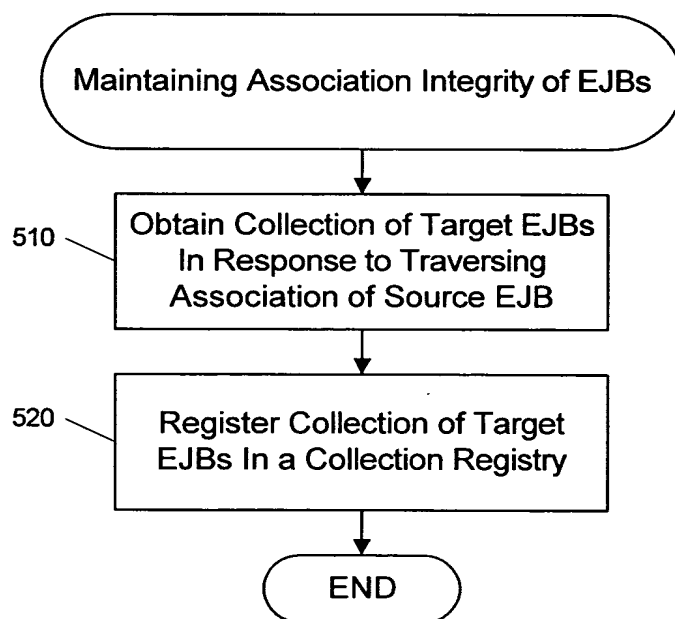 Maintaining Association Integrity of EJBs
510
Obtain Collection of Target EJBs
In Response to Traversing
Association of Source EJB
520
Register Collection of Target
EJBs In a Collection Registry
END